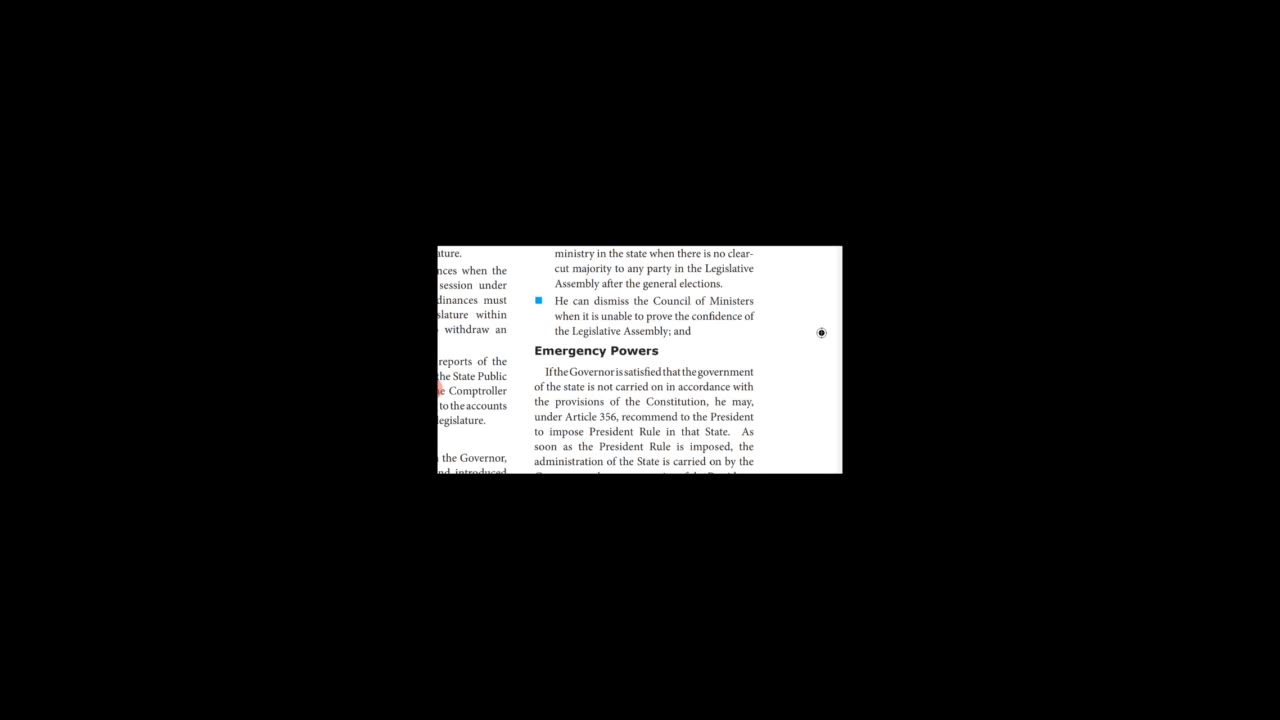 ature.
nces when the
session under
dinances must
slature within
withdraw an
reports of the
the State Public
Comptroller
to the accounts
legislature.
the Governor,
nd introduced
ministry in the state when there is no clear-
cut majority to any party in the Legislative
Assembly after the general elections.
He can dismiss the Council of Ministers
when it is unable to prove the confidence of
the Legislative Assembly; and
Emergency Powers
If the Governor is satisfied that the government
of the state is not carried on in accordance with
the provisions of the Constitution, he may,
under Article 356, recommend to the President
to impose President Rule in that State. As
soon as the President Rule is imposed, the
administration of the State is carried on by the